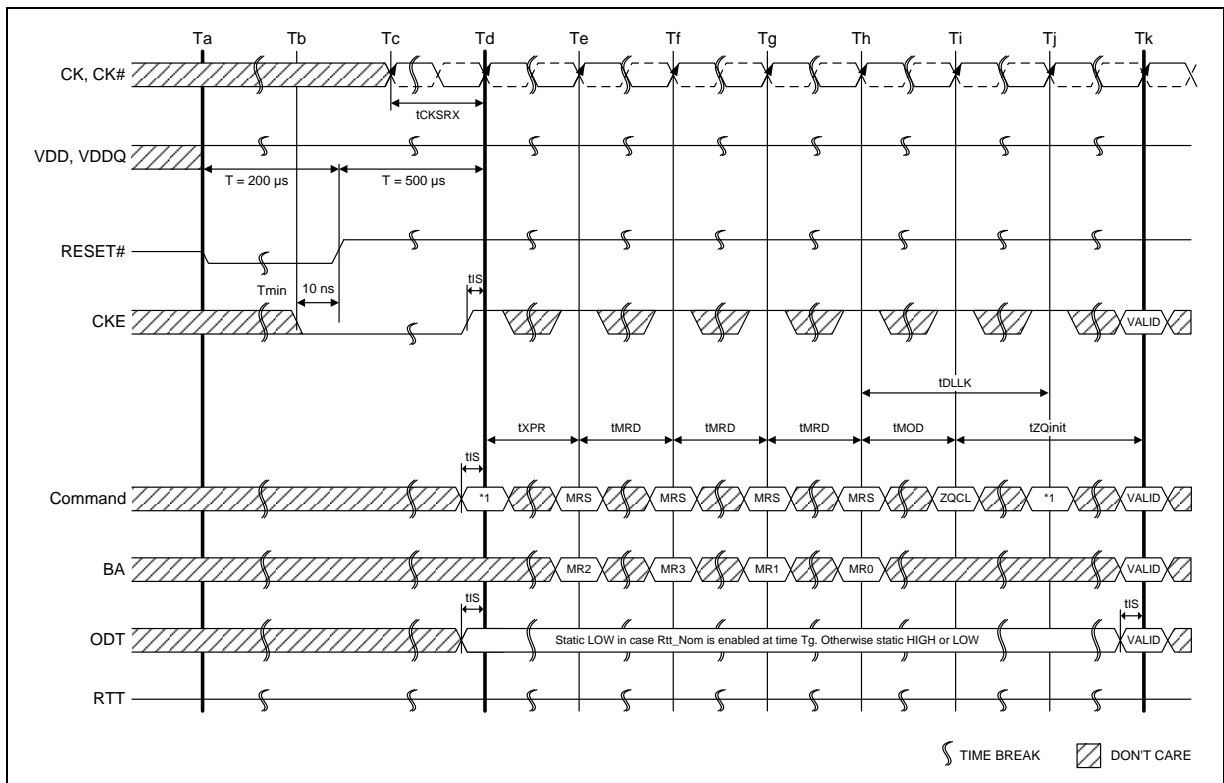 Ta Tb Tc Td Te Tf Tg Th Ti Tj Tk
CK, CK#
tCKSRX
VDD, VDDQ
T = 200 µs T = 500 µs
RESET#
Tmin 10 ns tIS
CKE VALID
tDLLK
tXPR tMRD tMRD tMRD tMOD tZQinit
tIS
Command *1 MRS MRS MRS MRS ZQCL *1 VALID
BA MR2 MR3 MR1 MR0 VALID
tIS tIS
ODT Static LOW in case Rtt_Nom is enabled at time Tg. Otherwise static HIGH or LOW VALID
RTT
TIME BREAK DON'T CARE